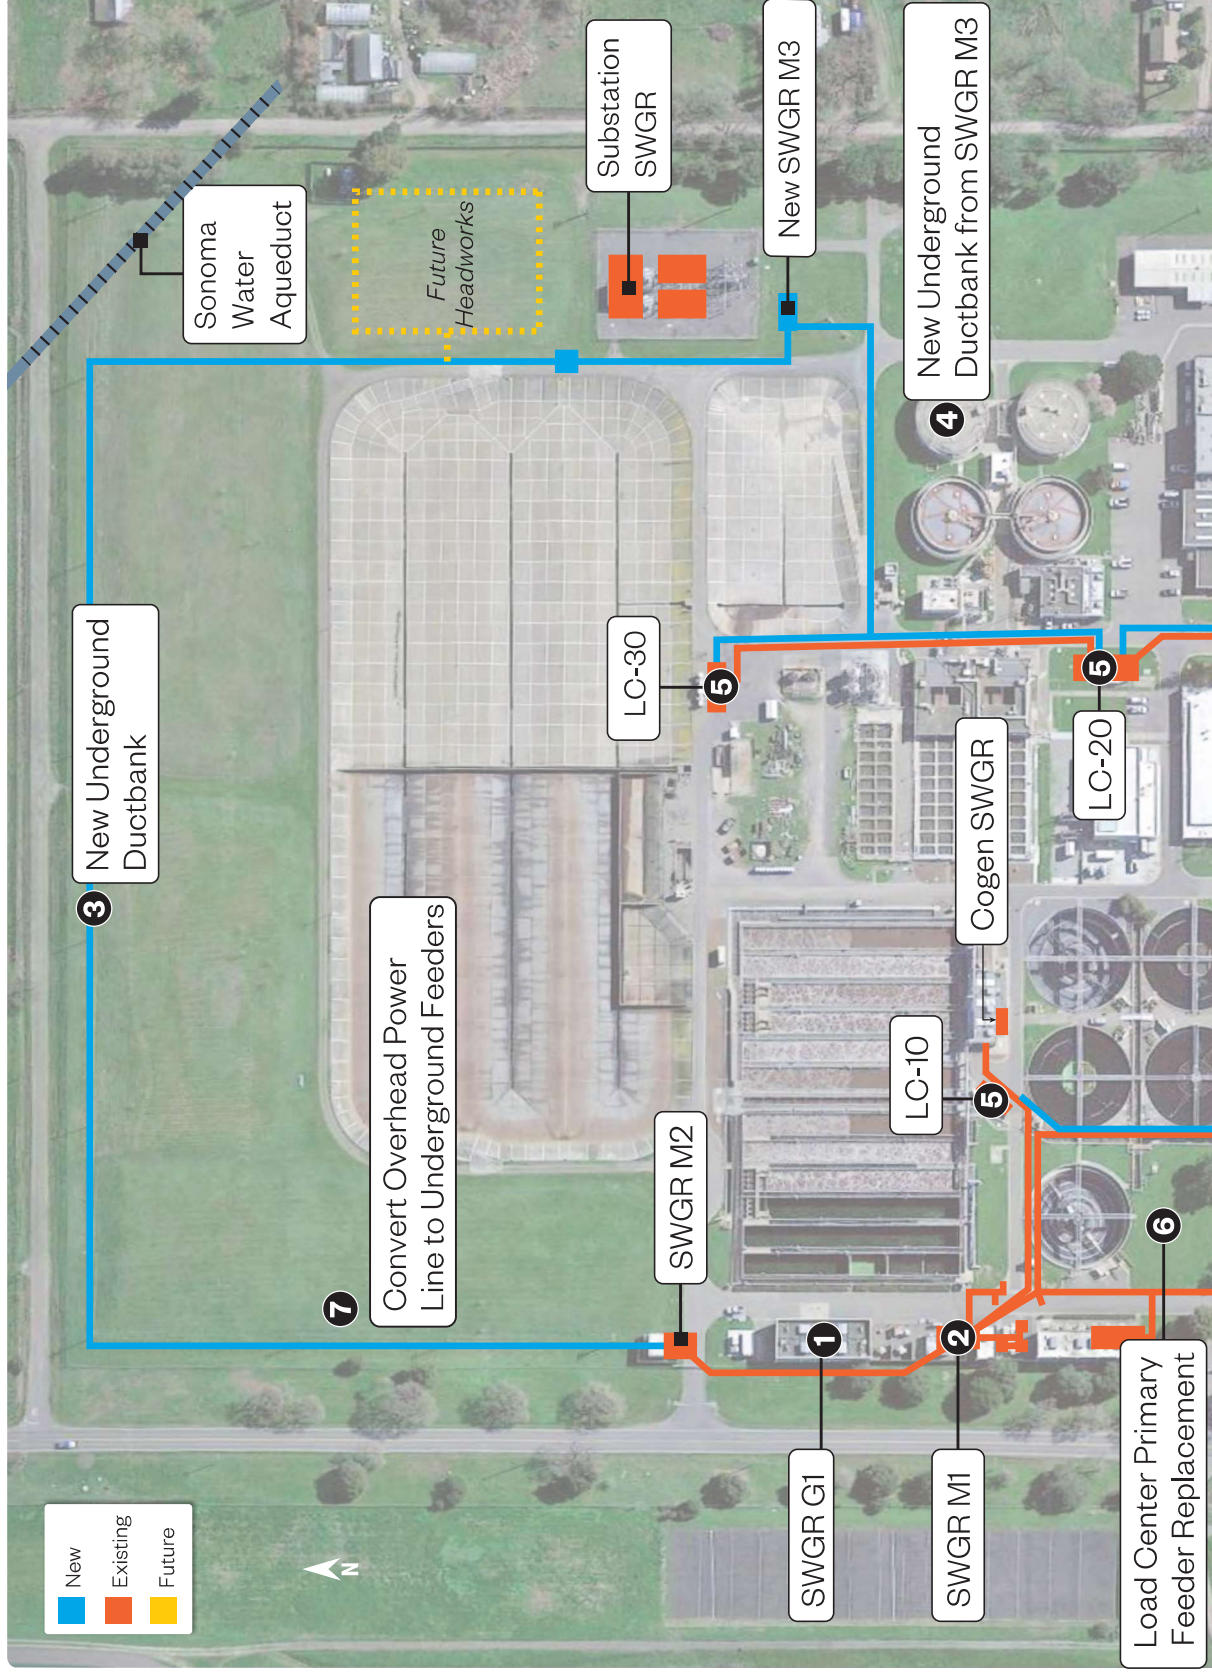 New
Existing
Future
N
Sonoma
Water
Aqueduct
Future
Headworks
Substation
SWGR
New SWGR M3
4
New Underground
Ductbank from SWGR M3
3
New Underground
Ductbank
LC-30
5
LC-20
5
Cogen SWGR
LC-10
5
7
Convert Overhead Power
Line to Underground Feeders
SWGR M2
1
SWGR G1
2
SWGR M1
6
Load Center Primary
Feeder Replacement